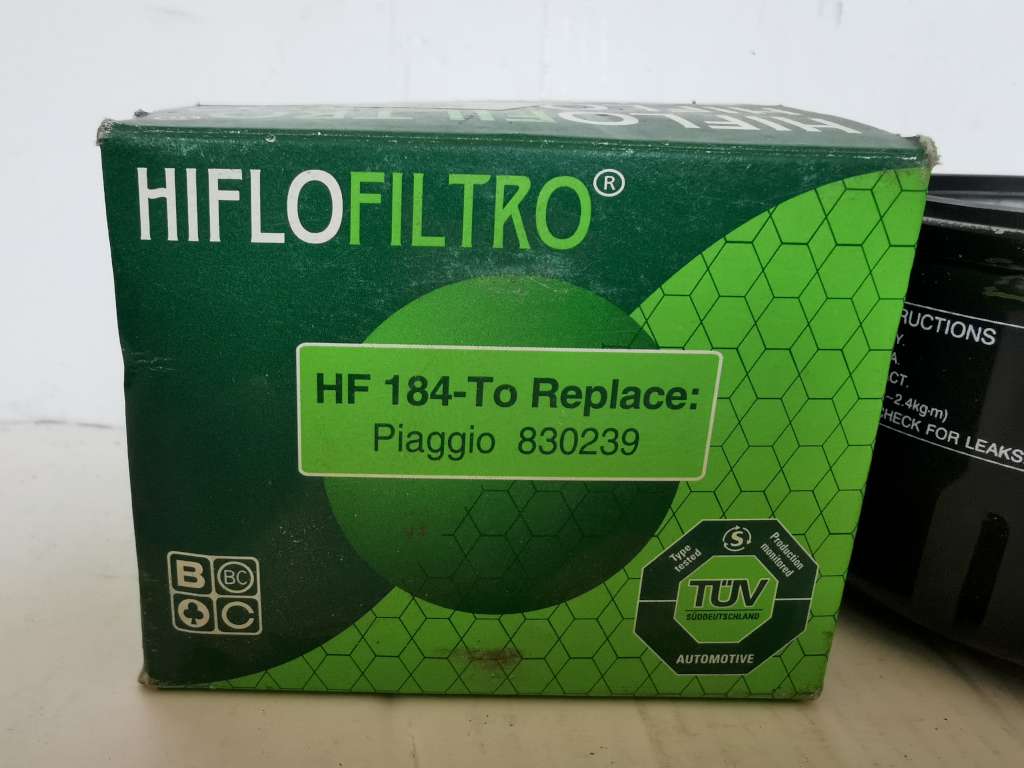 HIFLOFILTRO
HIFLOFILTRO®
HF 184-To Replace:
Piaggio 830239
B BC
C
Type tested
S
Production monitored
TÜV
SÜDDEUTSCHLAND
AUTOMOTIVE
RUCTIONS
Y.
A.
CT.
-2.4kg·m)
CHECK FOR LEAKS